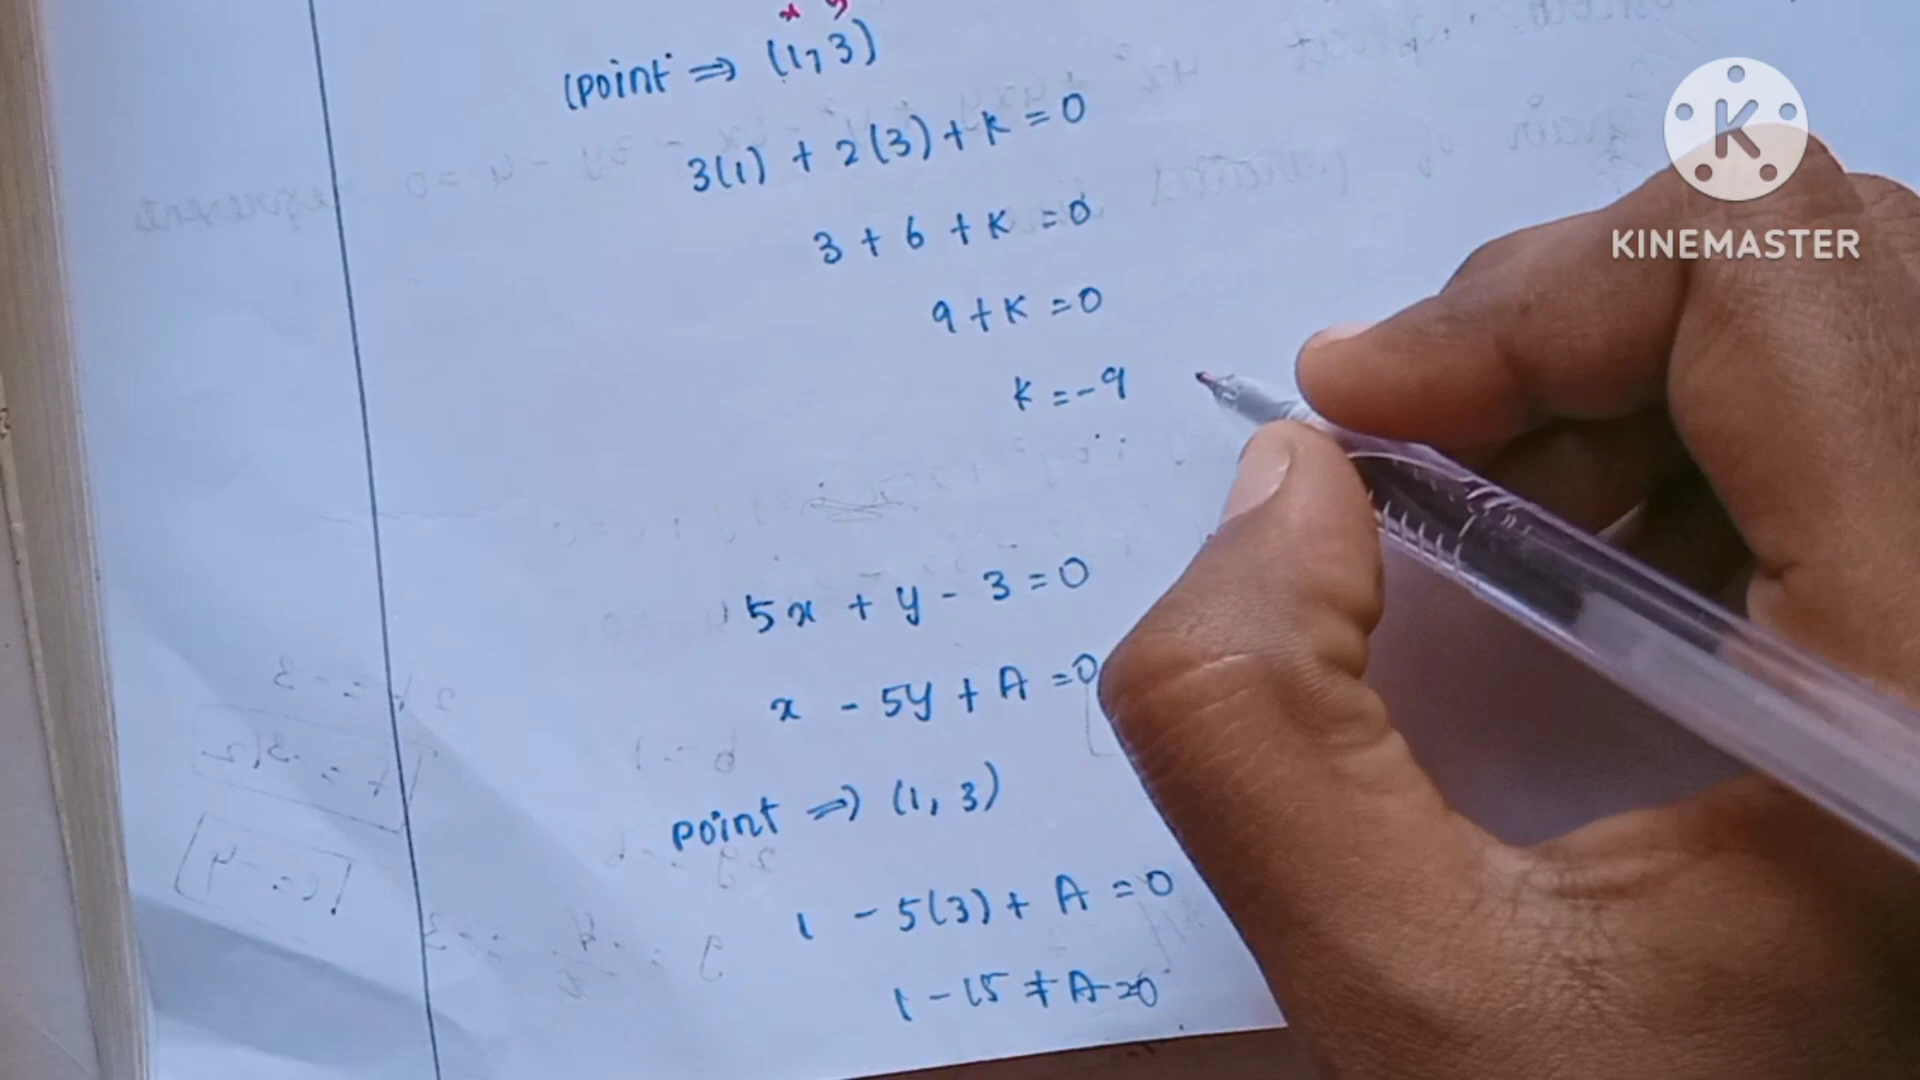 x y
point ⇒ (1,3)
3(1) + 2(3) + k = 0
3 + 6 + k = 0
9 + k = 0
k = -9
5x + y - 3 = 0
x - 5y + A = 0
point ⇒ (1, 3)
1 - 5(3) + A = 0
1 - 15 + A = 0
K
KINEMASTER